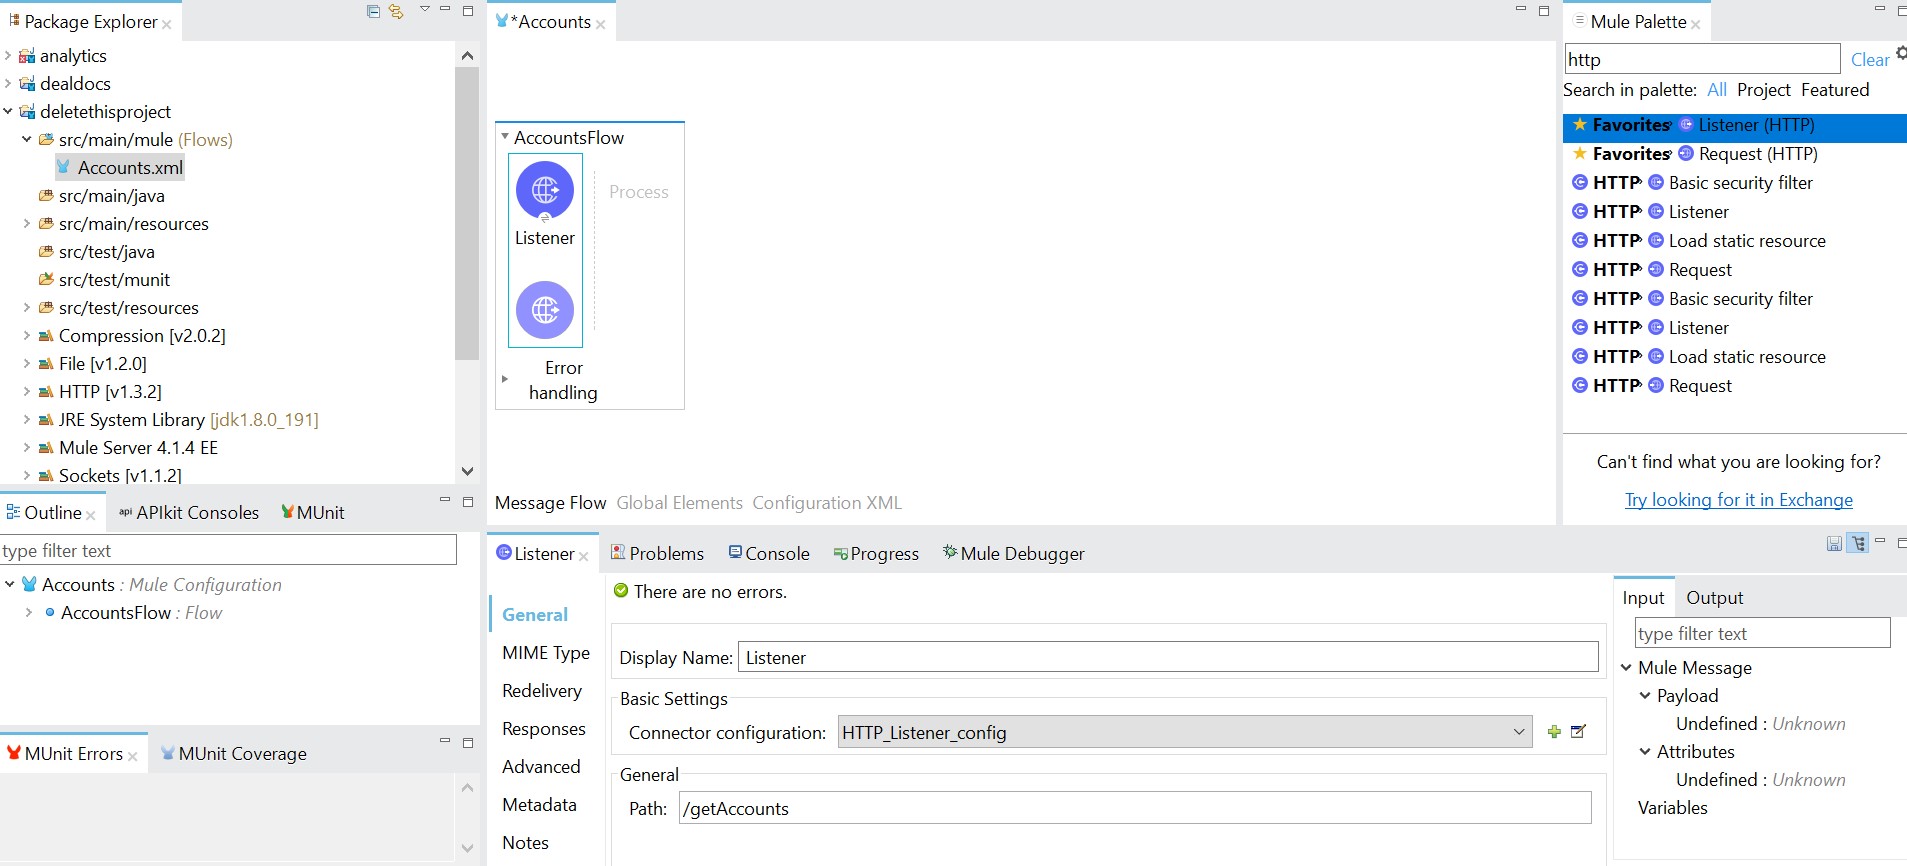 Package Explorer
analytics
dealdocs
deletethisproject
src/main/mule (Flows)
Accounts.xml
src/main/java
src/main/resources
src/test/java
src/test/munit
src/test/resources
Compression [v2.0.2]
File [v1.2.0]
HTTP [v1.3.2]
JRE System Library [jdk1.8.0_191]
Mule Server 4.1.4 EE
Sockets [v1.1.2]
Outline
api APIkit Consoles
MUnit
type filter text
Accounts : Mule Configuration
AccountsFlow : Flow
MUnit Errors
MUnit Coverage
*Accounts
AccountsFlow
Listener
Process
Error
handling
Message Flow Global Elements Configuration XML
Mule Palette
http
Clear
Search in palette: All Project Featured
Favorites Listener (HTTP)
Favorites Request (HTTP)
HTTP Basic security filter
HTTP Listener
HTTP Load static resource
HTTP Request
HTTP Basic security filter
HTTP Listener
HTTP Load static resource
HTTP Request
Can't find what you are looking for?
Try looking for it in Exchange
Listener
Problems
Console
Progress
Mule Debugger
There are no errors.
General
MIME Type
Redelivery
Responses
Advanced
Metadata
Notes
Display Name: Listener
Basic Settings
Connector configuration: HTTP_Listener_config
General
Path: /getAccounts
Input
Output
type filter text
Mule Message
Payload
Undefined : Unknown
Attributes
Undefined : Unknown
Variables